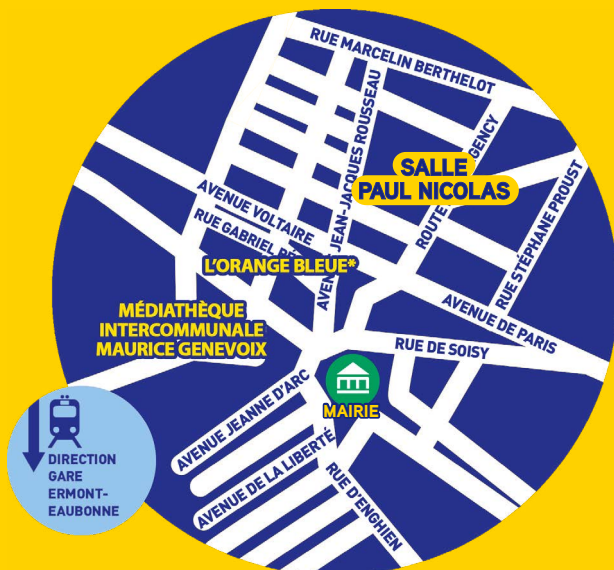 RUE MARCELIN BERTHELOT
AVENUE JEAN-JACQUES ROUSSEAU
SALLE
PAUL NICOLAS
RUE STÉPHANE PROUST
AVENUE VOLTAIRE
RUE GABRIEL
L'ORANGE BLEUE*
AVENUE DE PARIS
MÉDIATHÈQUE
INTERCOMMUNALE
MAURICE GENEVOIX
RUE DE SOISY
MAIRIE
AVENUE JEANNE D'ARC
AVENUE DE LA LIBERTÉ
RUE D'ENGHIEN
DIRECTION
GARE
ERMONT-
EAUBONNE